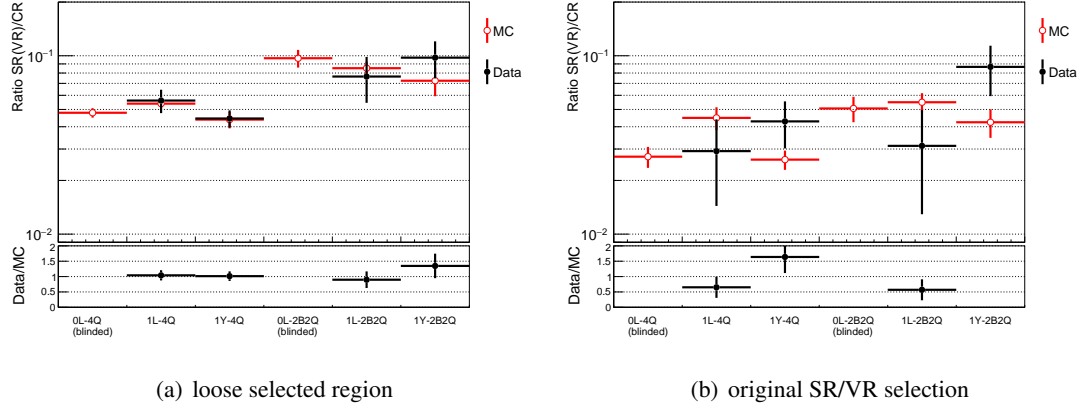 Ratio SR(VR)/CR
10⁻¹
10⁻²
MC
Data
Data/MC
2
1.5
1
0.5
0
0L-4Q
(blinded)
1L-4Q
1Y-4Q
0L-2B2Q
(blinded)
1L-2B2Q
1Y-2B2Q
(a) loose selected region
Ratio SR(VR)/CR
10⁻¹
10⁻²
MC
Data
Data/MC
2
1.5
1
0.5
0
0L-4Q
(blinded)
1L-4Q
1Y-4Q
0L-2B2Q
(blinded)
1L-2B2Q
1Y-2B2Q
(b) original SR/VR selection